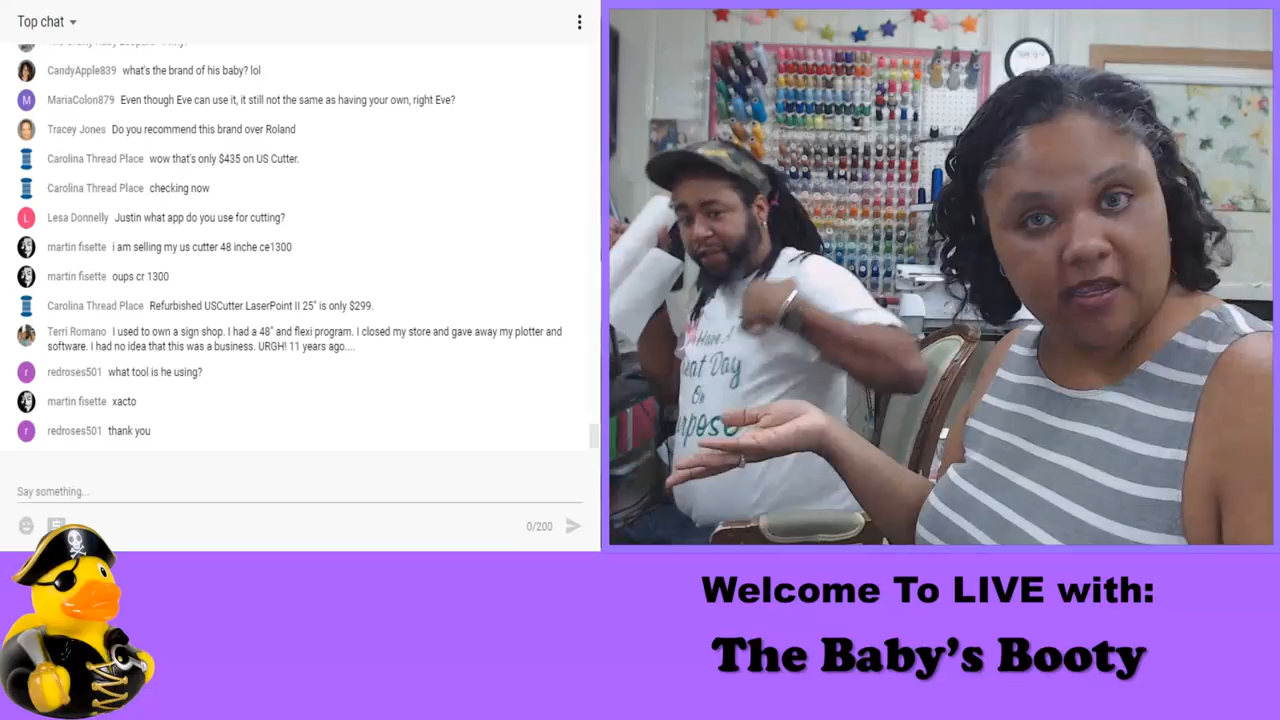 Top chat
CandyApple839 what's the brand of his baby? lol
M MariaColon879 Even though Eve can use it, it still not the same as having your own, right Eve?
Tracey Jones Do you recommend this brand over Roland
Carolina Thread Place wow that's only $435 on US Cutter.
Carolina Thread Place checking now
L Lesa Donnelly Justin what app do you use for cutting?
martin fisette i am selling my us cutter 48 inche ce1300
martin fisette oups cr 1300
Carolina Thread Place Refurbished USCutter LaserPoint II 25" is only $299.
Terri Romano I used to own a sign shop. I had a 48" and flexi program. I closed my store and gave away my plotter and
software. I had no idea that this was a business. URGH! 11 years ago....
r redroses501 what tool is he using?
martin fisette xacto
r redroses501 thank you
Say something...
0/200
Have A
eat Day
On
urpose
Welcome To LIVE with:
The Baby's Booty